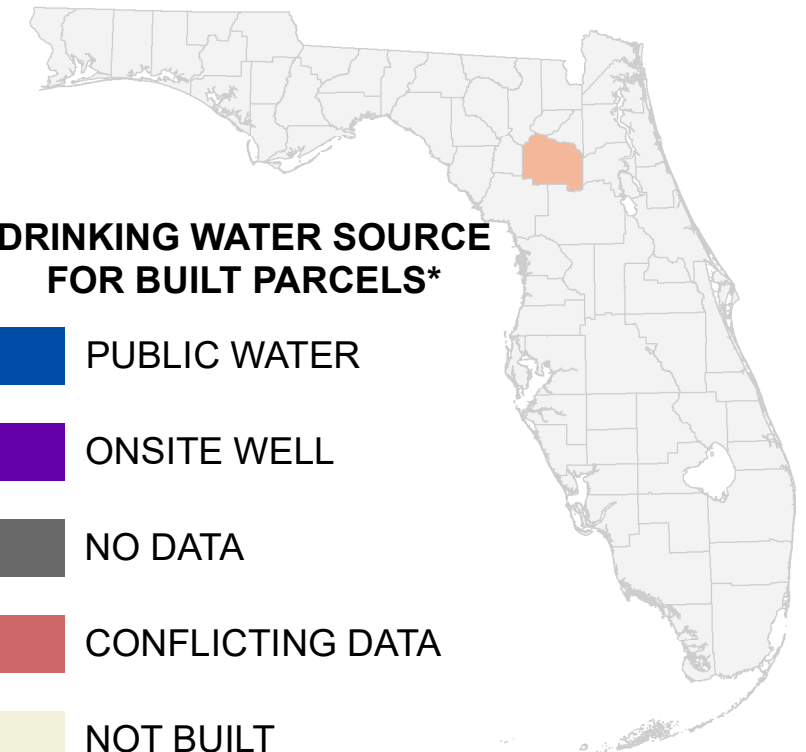 DRINKING WATER SOURCE
FOR BUILT PARCELS*
PUBLIC WATER
ONSITE WELL
NO DATA
CONFLICTING DATA
NOT BUILT